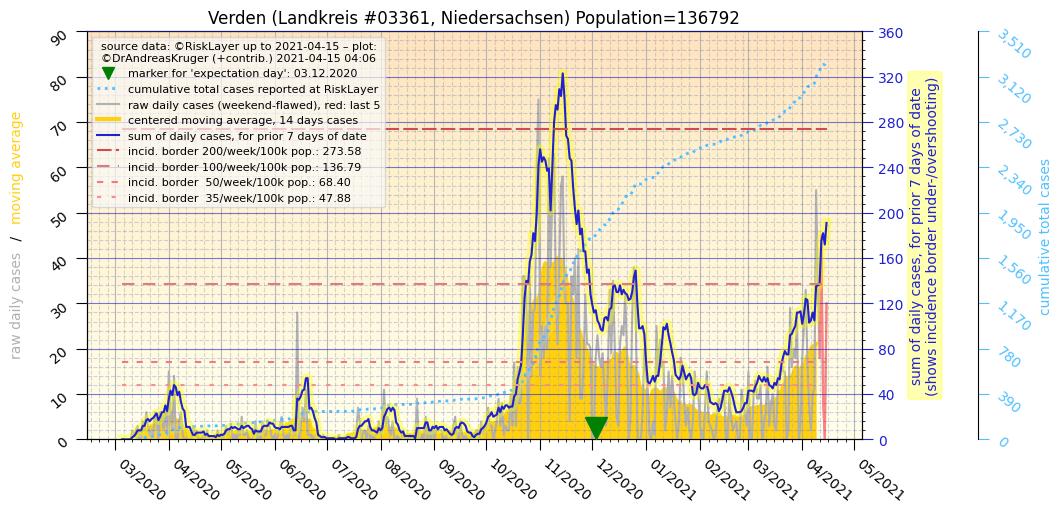 Verden (Landkreis #03361, Niedersachsen) Population=136792
source data: ©RiskLayer up to 2021-04-15 – plot:
©DrAndreasKruger (+contrib.) 2021-04-15 04:06
marker for 'expectation day': 03.12.2020
cumulative total cases reported at RiskLayer
raw daily cases (weekend-flawed), red: last 5
centered moving average, 14 days cases
sum of daily cases, for prior 7 days of date
incid. border 200/week/100k pop.: 273.58
incid. border 100/week/100k pop.: 136.79
incid. border  50/week/100k pop.: 68.40
incid. border  35/week/100k pop.: 47.88
raw daily cases / moving average
90
80
70
60
50
40
30
20
10
0
03/2020
04/2020
05/2020
06/2020
07/2020
08/2020
09/2020
10/2020
11/2020
12/2020
01/2021
02/2021
03/2021
04/2021
05/2021
360
320
280
240
200
160
120
80
40
0
sum of daily cases, for prior 7 days of date
(shows incidence border under-/overshooting)
3,510
3,120
2,730
2,340
1,950
1,560
1,170
780
390
0
cumulative total cases